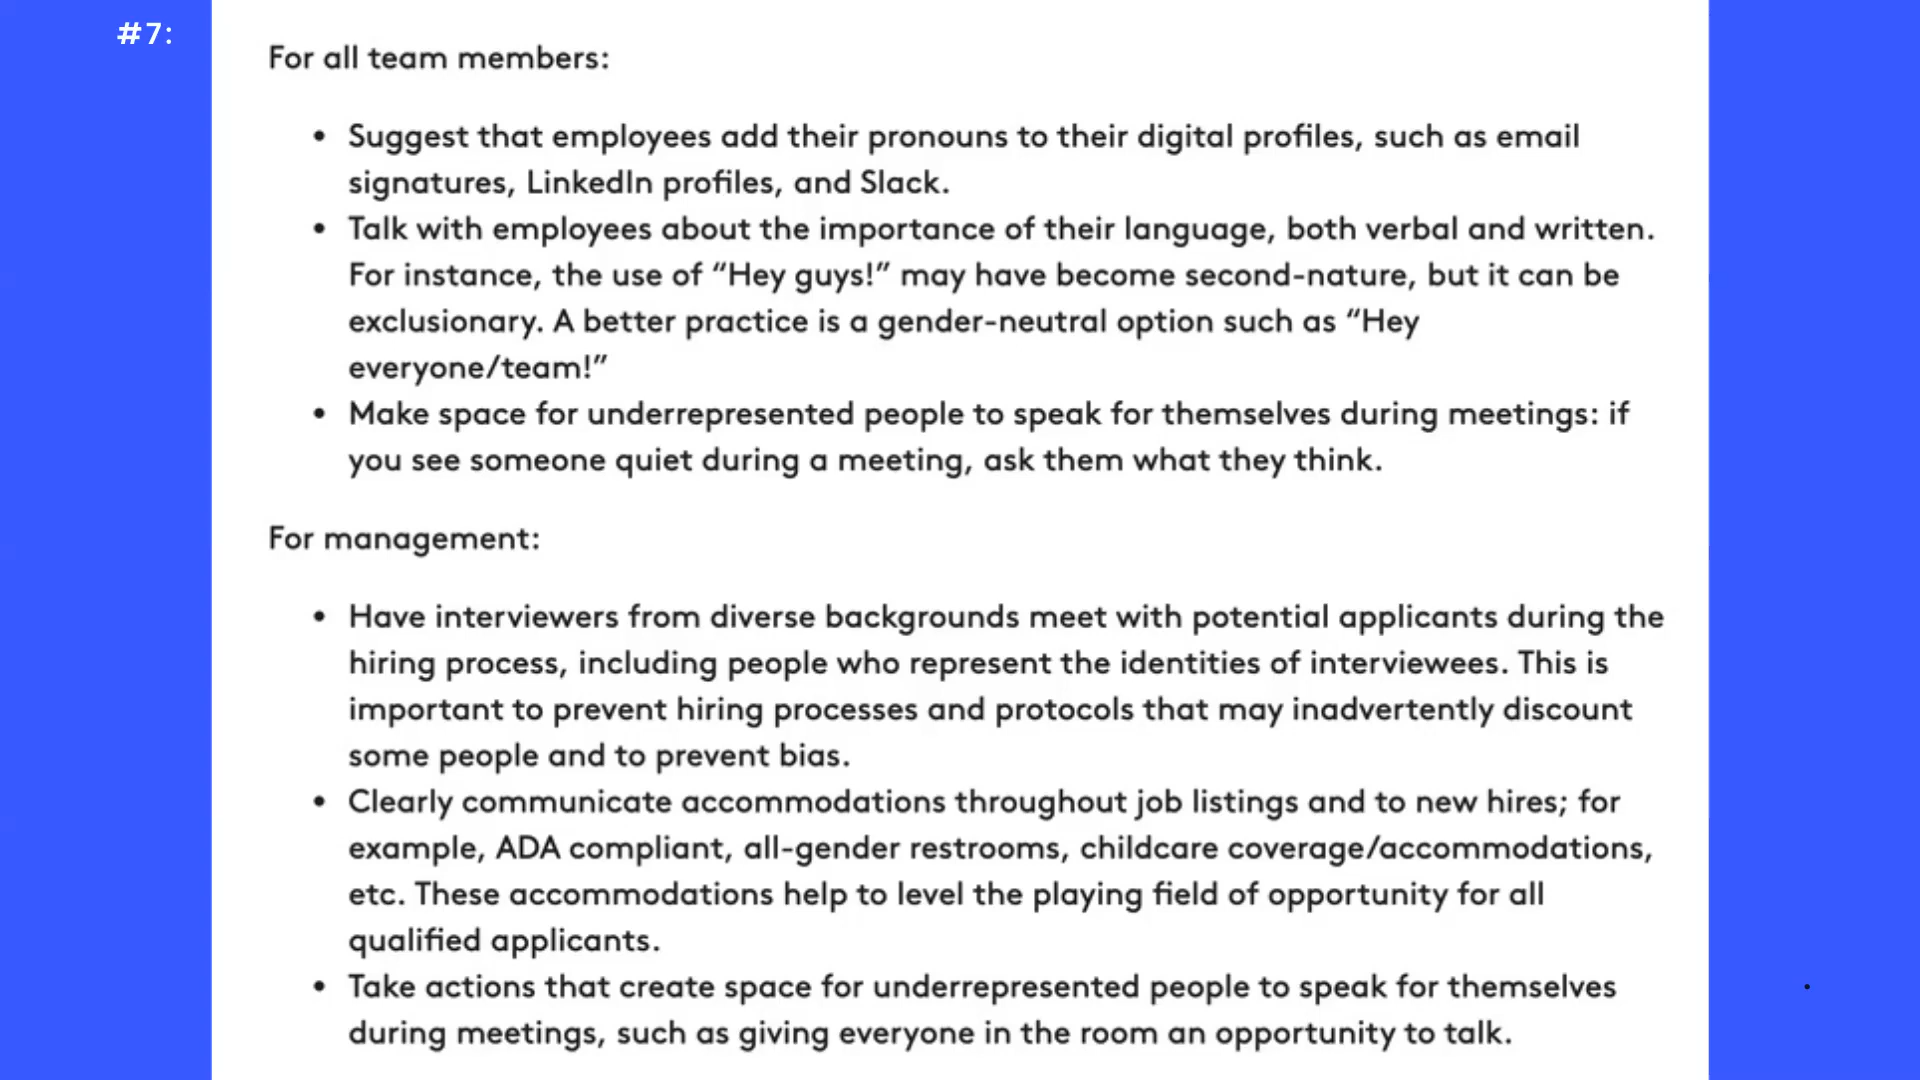 #7:
For all team members:
• Suggest that employees add their pronouns to their digital profiles, such as email
signatures, LinkedIn profiles, and Slack.
• Talk with employees about the importance of their language, both verbal and written.
For instance, the use of “Hey guys!” may have become second-nature, but it can be
exclusionary. A better practice is a gender-neutral option such as “Hey
everyone/team!”
• Make space for underrepresented people to speak for themselves during meetings: if
you see someone quiet during a meeting, ask them what they think.
For management:
• Have interviewers from diverse backgrounds meet with potential applicants during the
hiring process, including people who represent the identities of interviewees. This is
important to prevent hiring processes and protocols that may inadvertently discount
some people and to prevent bias.
• Clearly communicate accommodations throughout job listings and to new hires; for
example, ADA compliant, all-gender restrooms, childcare coverage/accommodations,
etc. These accommodations help to level the playing field of opportunity for all
qualified applicants.
• Take actions that create space for underrepresented people to speak for themselves
during meetings, such as giving everyone in the room an opportunity to talk.